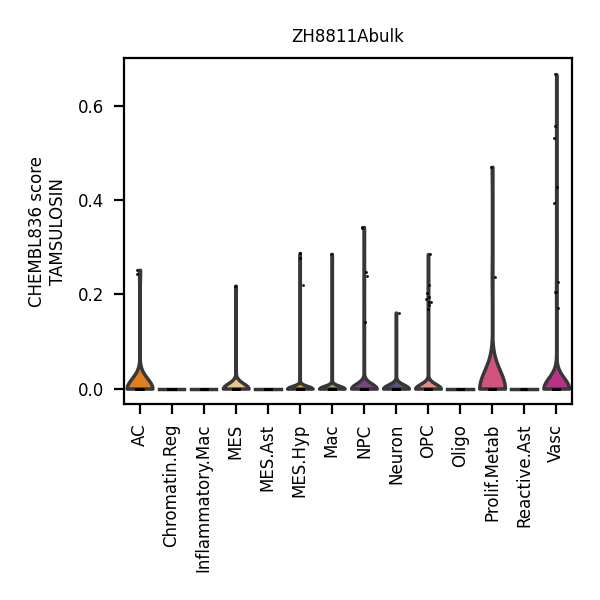 ZH8811Abulk
CHEMBL836 score
TAMSULOSIN
0.6
0.4
0.2
0.0
AC
Chromatin.Reg
Inflammatory.Mac
MES
MES.Ast
MES.Hyp
Mac
NPC
Neuron
OPC
Oligo
Prolif.Metab
Reactive.Ast
Vasc